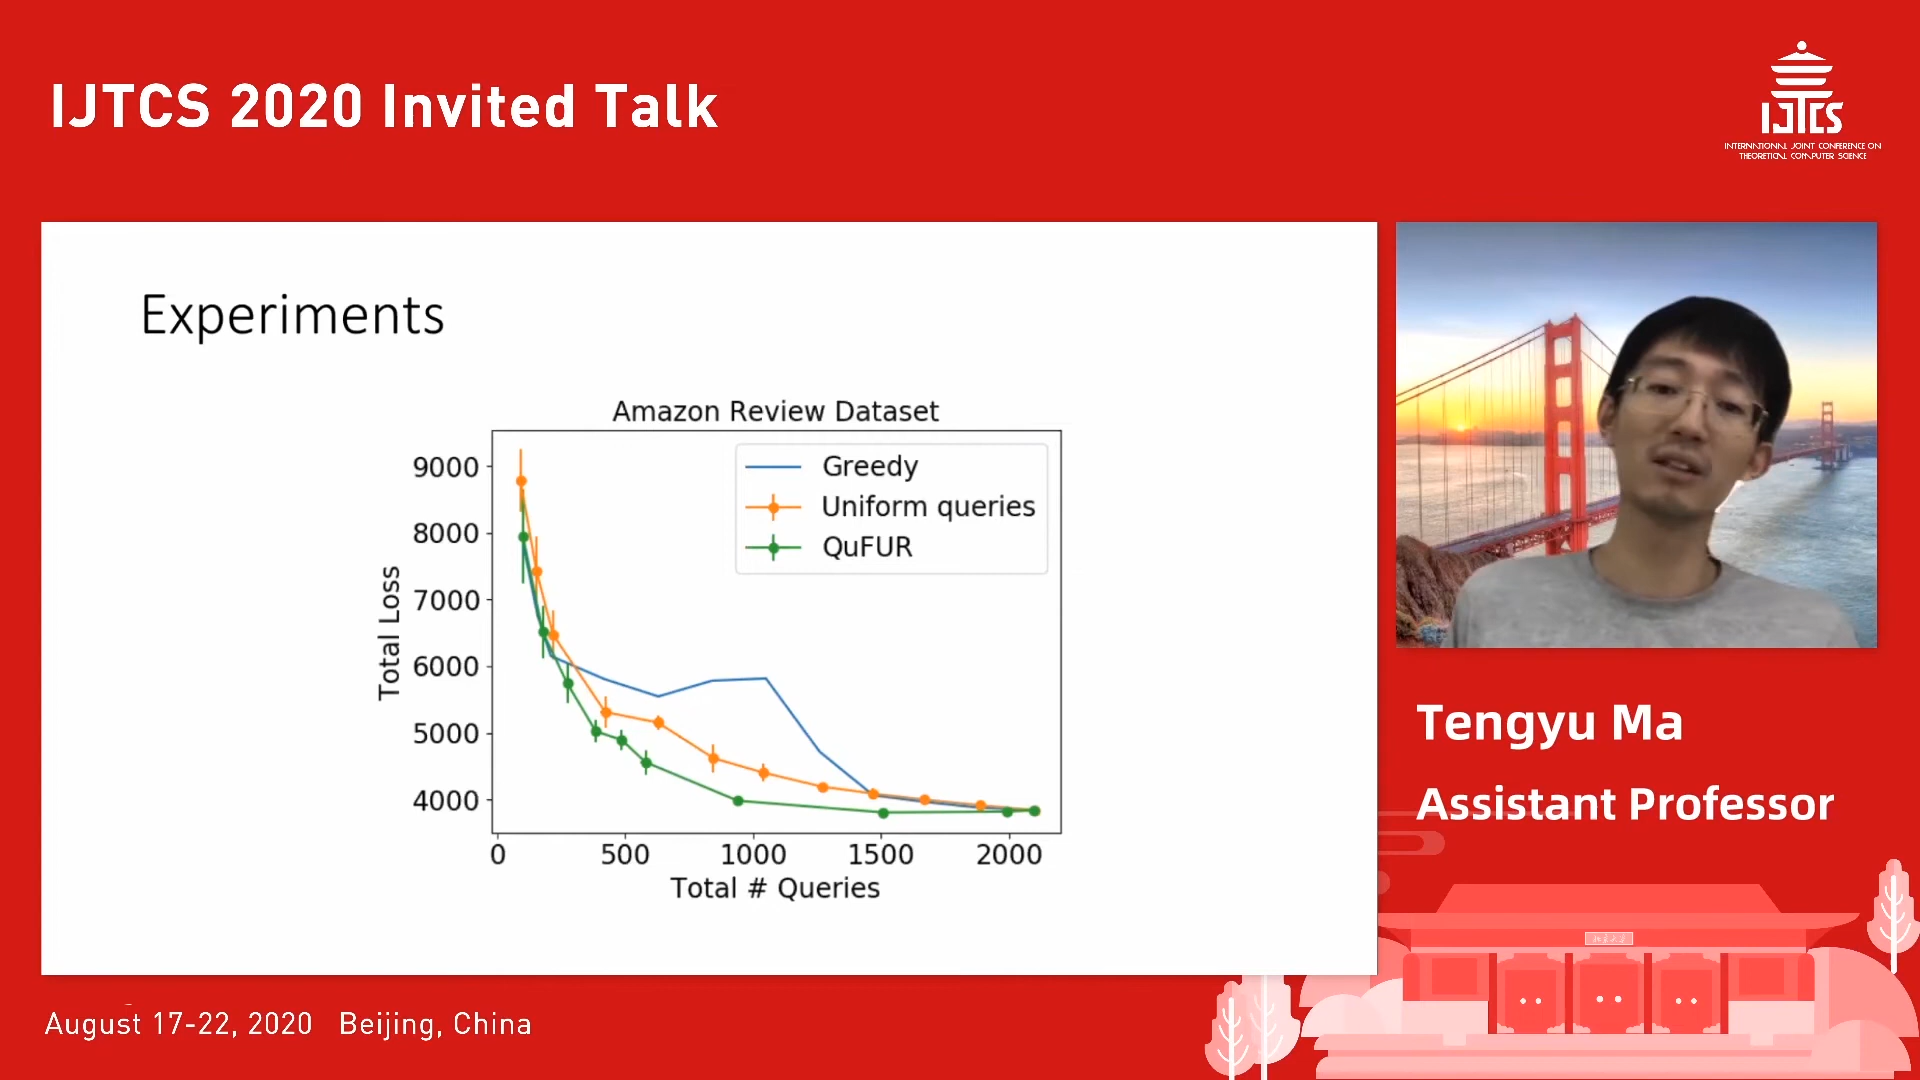 IJTCS 2020 Invited Talk
IJTCS
INTERNATIONAL JOINT CONFERENCE ON
THEORETICAL COMPUTER SCIENCE
Experiments
Amazon Review Dataset
Greedy
Uniform queries
QuFUR
Total Loss
9000
8000
7000
6000
5000
4000
0 500 1000 1500 2000
Total # Queries
Tengyu Ma
Assistant Professor
August 17-22, 2020 Beijing, China